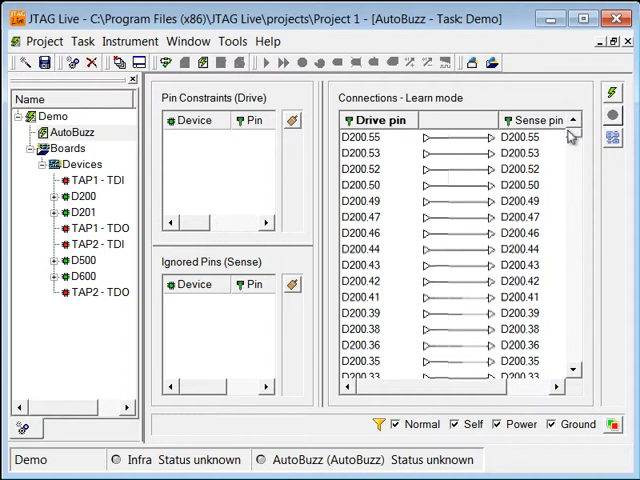 JTAG Live - C:\Program Files (x86)\JTAG Live\projects\Project 1 - [AutoBuzz - Task: Demo]
Project Task Instrument Window Tools Help
Name
Demo
AutoBuzz
Boards
Devices
TAP1 - TDI
D200
D201
TAP1 - TDO
TAP2 - TDI
D500
D600
TAP2 - TDO
Pin Constraints (Drive)
Device Pin
Ignored Pins (Sense)
Device Pin
Connections - Learn mode
Drive pin Sense pin
D200.55 D200.55
D200.53 D200.53
D200.52 D200.52
D200.50 D200.50
D200.49 D200.49
D200.47 D200.47
D200.46 D200.46
D200.44 D200.44
D200.43 D200.43
D200.42 D200.42
D200.41 D200.41
D200.39 D200.39
D200.38 D200.38
D200.36 D200.36
D200.35 D200.35
D200.33 D200.33
Normal Self Power Ground
Demo Infra Status unknown AutoBuzz (AutoBuzz) Status unknown